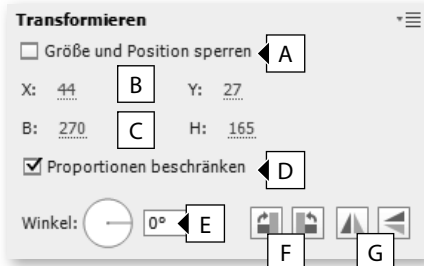 Transformieren
Größe und Position sperren A
X: 44 B Y: 27
B: 270 C H: 165
Proportionen beschränken D
Winkel: 0° E
F G